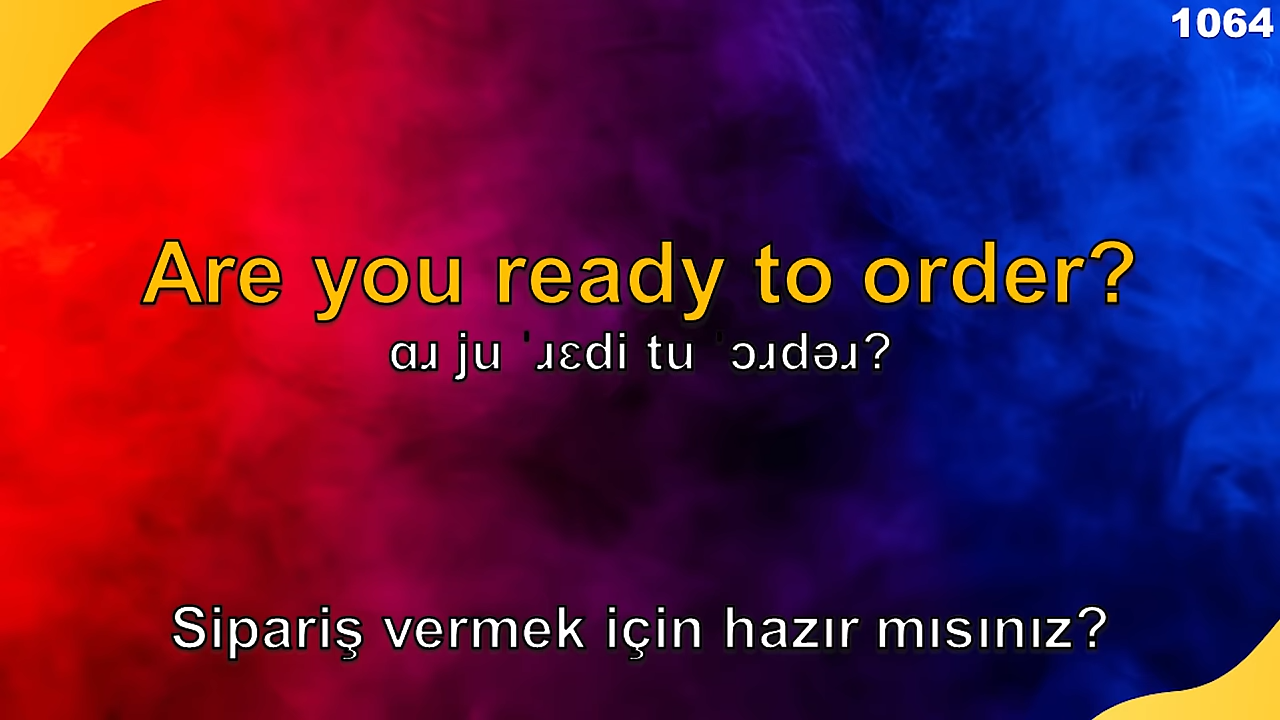 1064
Are you ready to order?
ɑɹ ju ˈɹɛdi tu ˈɔɹdəɹ?
Sipariş vermek için hazır mısınız?